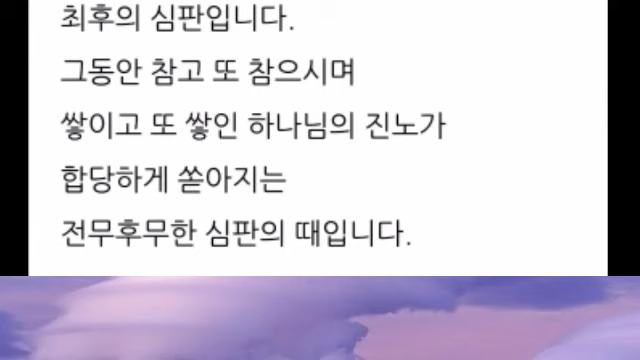 최후의 심판입니다.
그동안 참고 또 참으시며
쌓이고 또 쌓인 하나님의 진노가
합당하게 쏟아지는
전무후무한 심판의 때입니다.